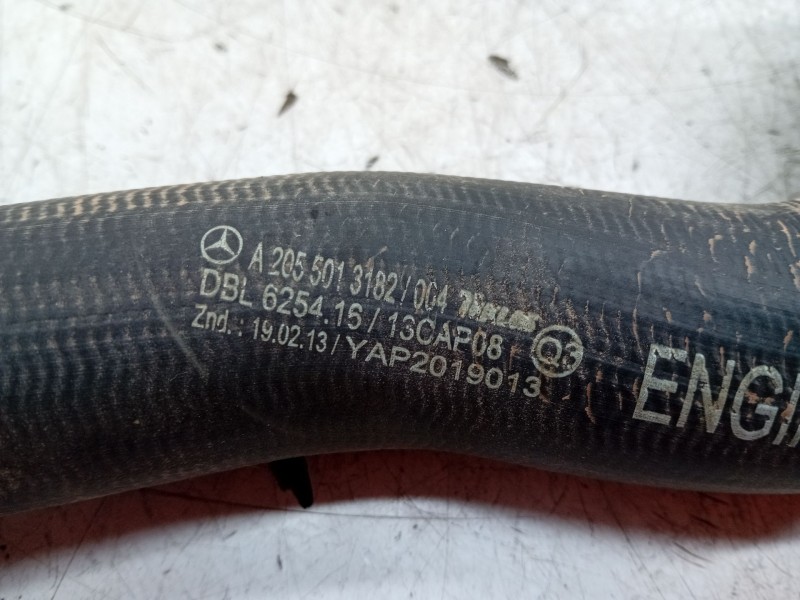 A 205 501 3182 / 004
DBL 6254.16 / 13CAP08 Q3
Znd.: 19.02.13 / YAP2019013
ENGI